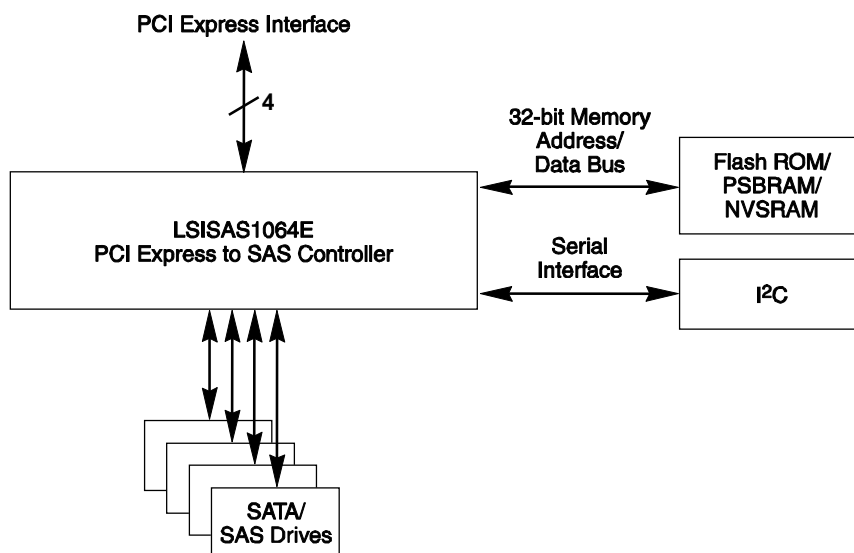 PCI Express Interface
4
32-bit Memory
Address/
Data Bus
Flash ROM/
PSBRAM/
NVSRAM
LSISAS1064E
PCI Express to SAS Controller
Serial
Interface
I²C
SATA/
SAS Drives